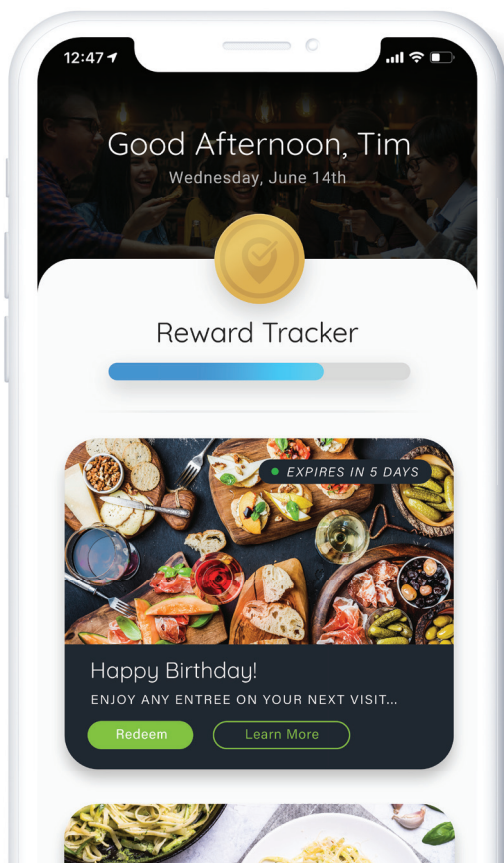 12:47
Good Afternoon, Tim
Wednesday, June 14th
Reward Tracker
EXPIRES IN 5 DAYS
Happy Birthday!
ENJOY ANY ENTREE ON YOUR NEXT VISIT...
Redeem
Learn More